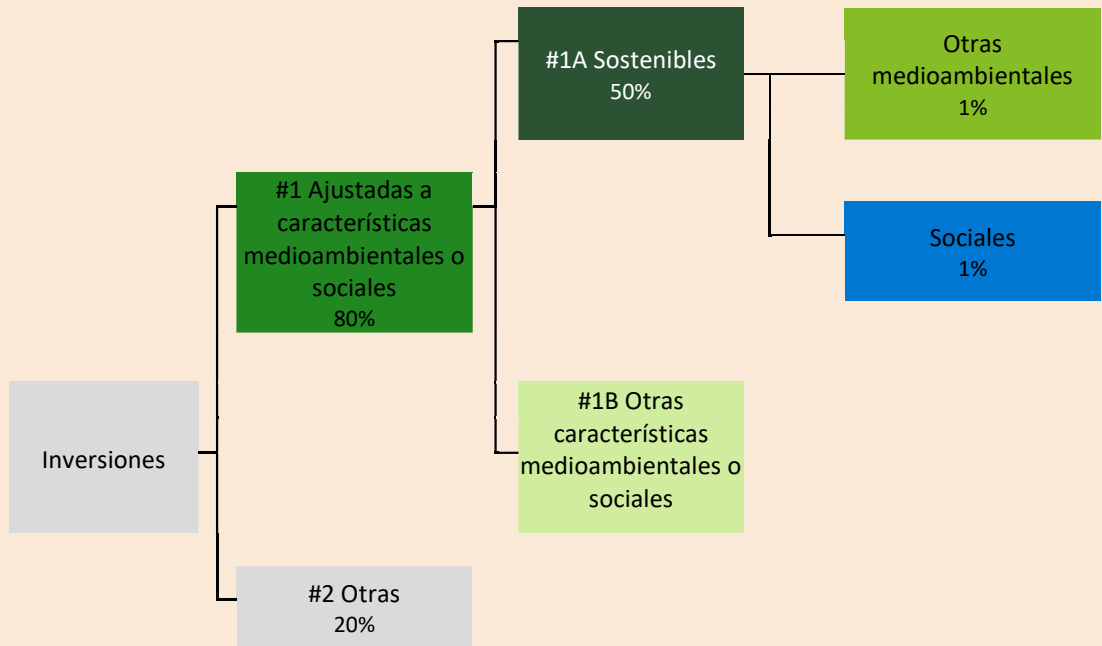 #1A Sostenibles
50%
Otras
medioambientales
1%
#1 Ajustadas a
características
medioambientales o
sociales
80%
Sociales
1%
Inversiones
#1B Otras
características
medioambientales o
sociales
#2 Otras
20%